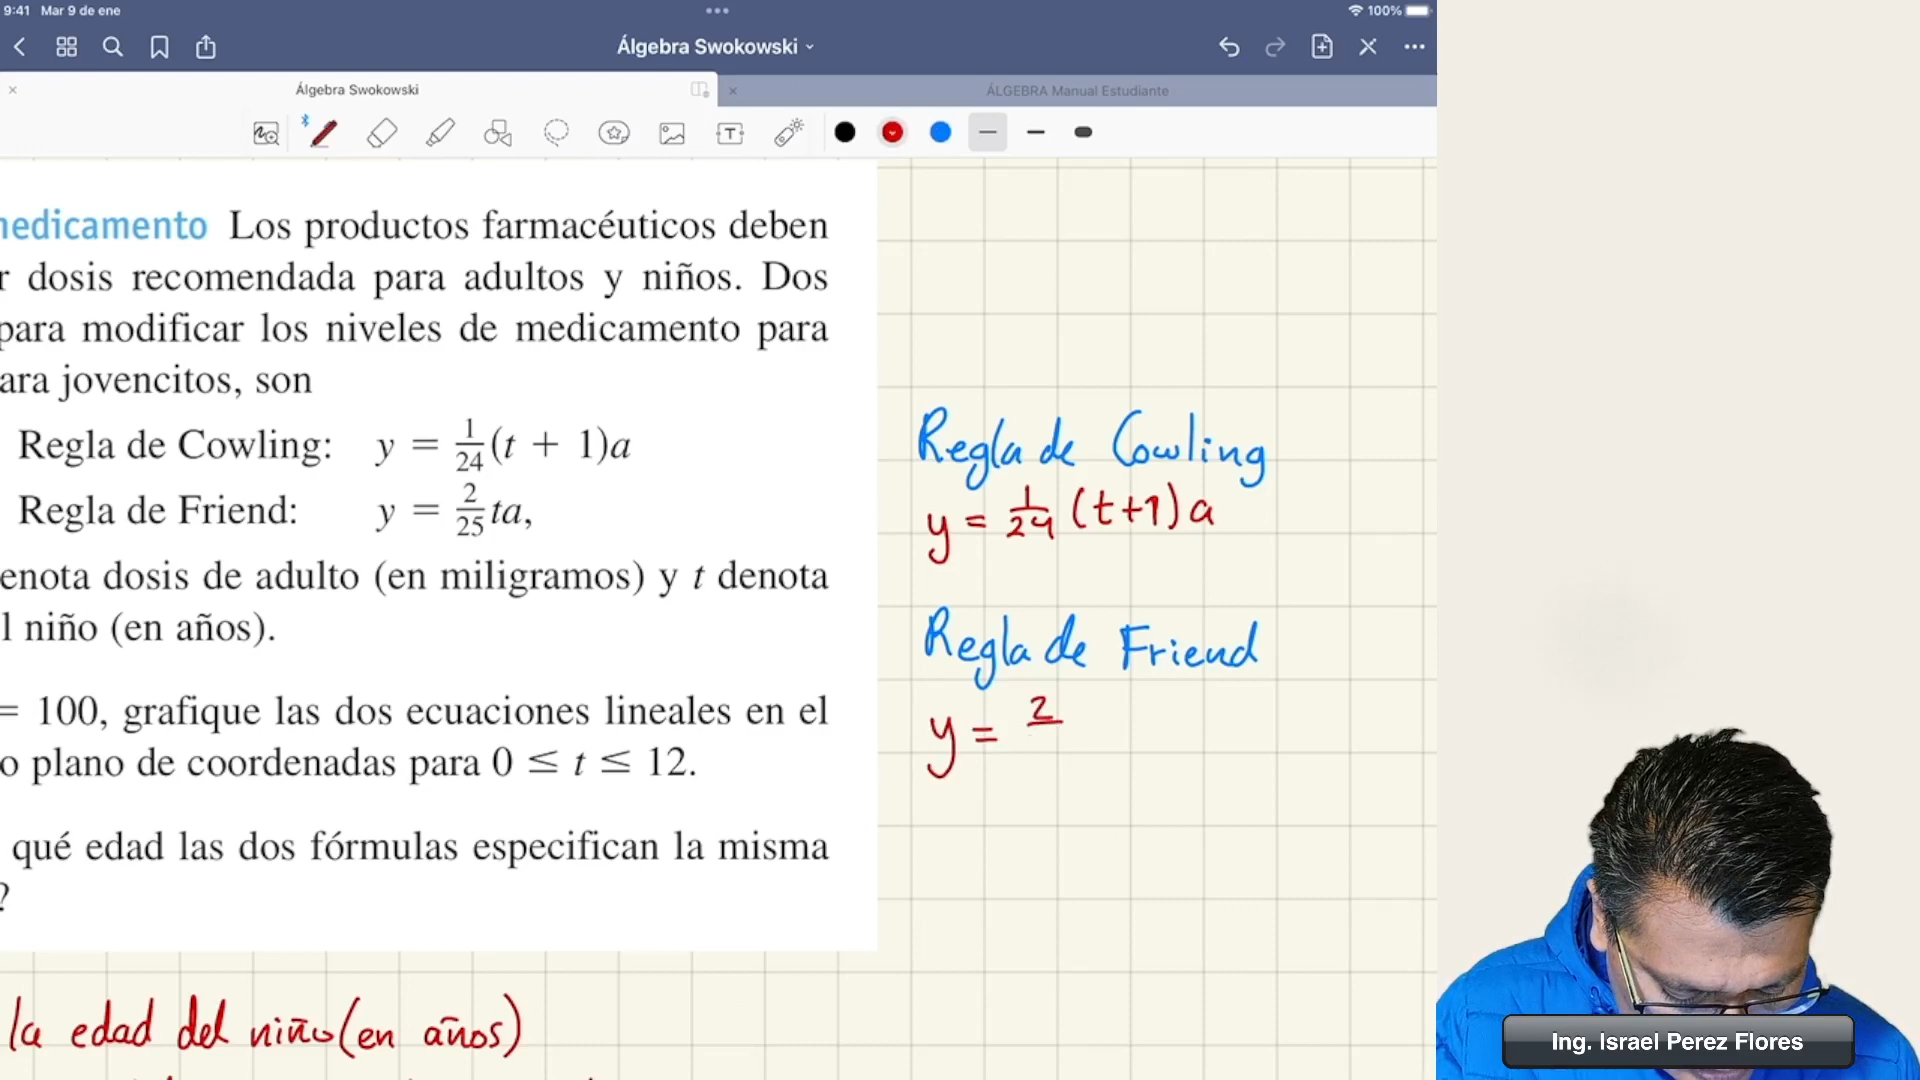 9:41 Mar 9 de ene
100%
Álgebra Swokowski
Álgebra Swokowski
ÁLGEBRA Manual Estudiante
medicamento Los productos farmacéuticos deben
r dosis recomendada para adultos y niños. Dos
para modificar los niveles de medicamento para
ara jovencitos, son
Regla de Cowling: y = 1/24 (t + 1)a
Regla de Friend: y = 2/25 ta,
enota dosis de adulto (en miligramos) y t denota
l niño (en años).
= 100, grafique las dos ecuaciones lineales en el
o plano de coordenadas para 0 ≤ t ≤ 12.
qué edad las dos fórmulas especifican la misma
?
Regla de Cowling
y = 1/24 (t+1) a
Regla de Friend
y = 2
la edad del niño (en años)
Ing. Israel Perez Flores